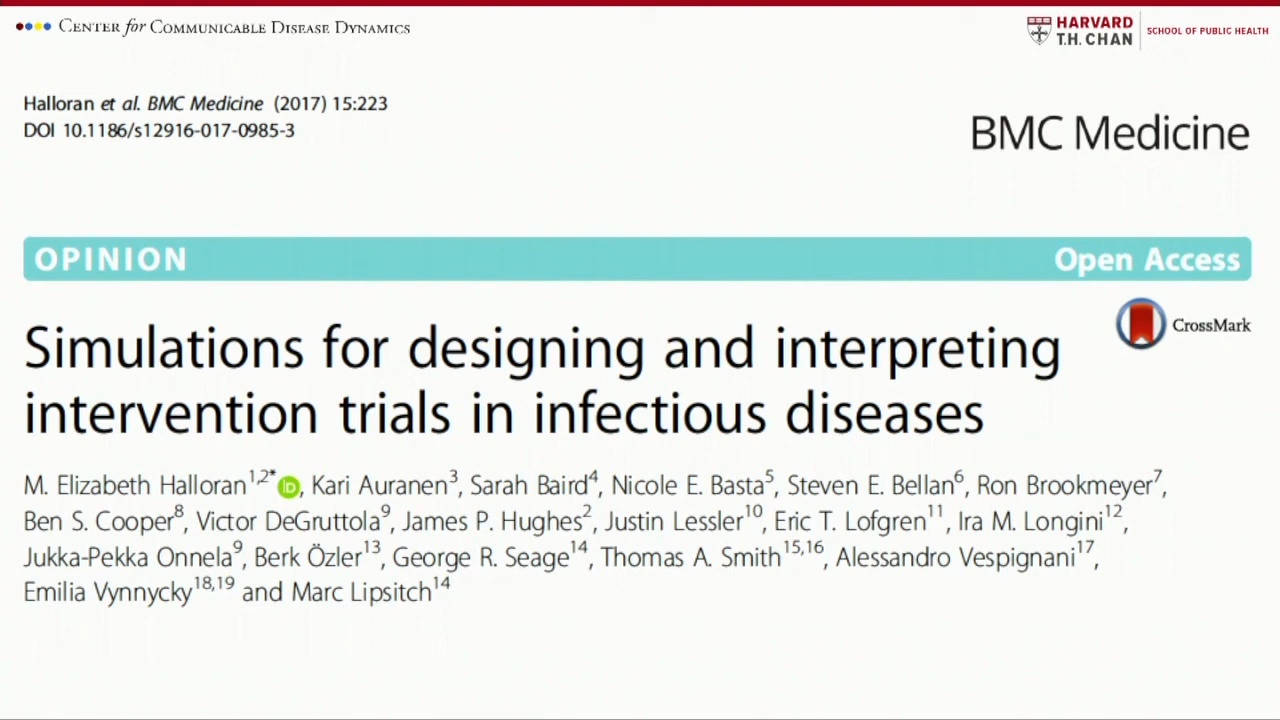 CENTER for COMMUNICABLE DISEASE DYNAMICS
HARVARD
T.H. CHAN
SCHOOL OF PUBLIC HEALTH
Halloran et al. BMC Medicine (2017) 15:223
DOI 10.1186/s12916-017-0985-3
BMC Medicine
OPINION
Open Access
CrossMark
Simulations for designing and interpreting
intervention trials in infectious diseases
M. Elizabeth Halloran1,2* iD, Kari Auranen3, Sarah Baird4, Nicole E. Basta5, Steven E. Bellan6, Ron Brookmeyer7,
Ben S. Cooper8, Victor DeGruttola9, James P. Hughes2, Justin Lessler10, Eric T. Lofgren11, Ira M. Longini12,
Jukka-Pekka Onnela9, Berk Özler13, George R. Seage14, Thomas A. Smith15,16, Alessandro Vespignani17,
Emilia Vynnycky18,19 and Marc Lipsitch14